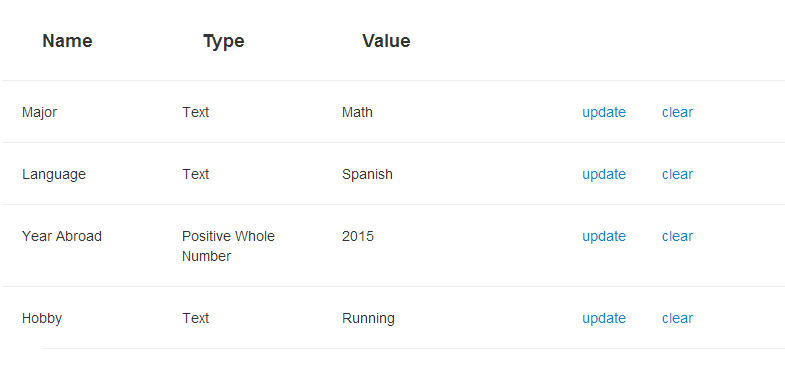 Name Type Value
Major Text Math update clear
Language Text Spanish update clear
Year Abroad Positive Whole 2015 update clear
Number
Hobby Text Running update clear